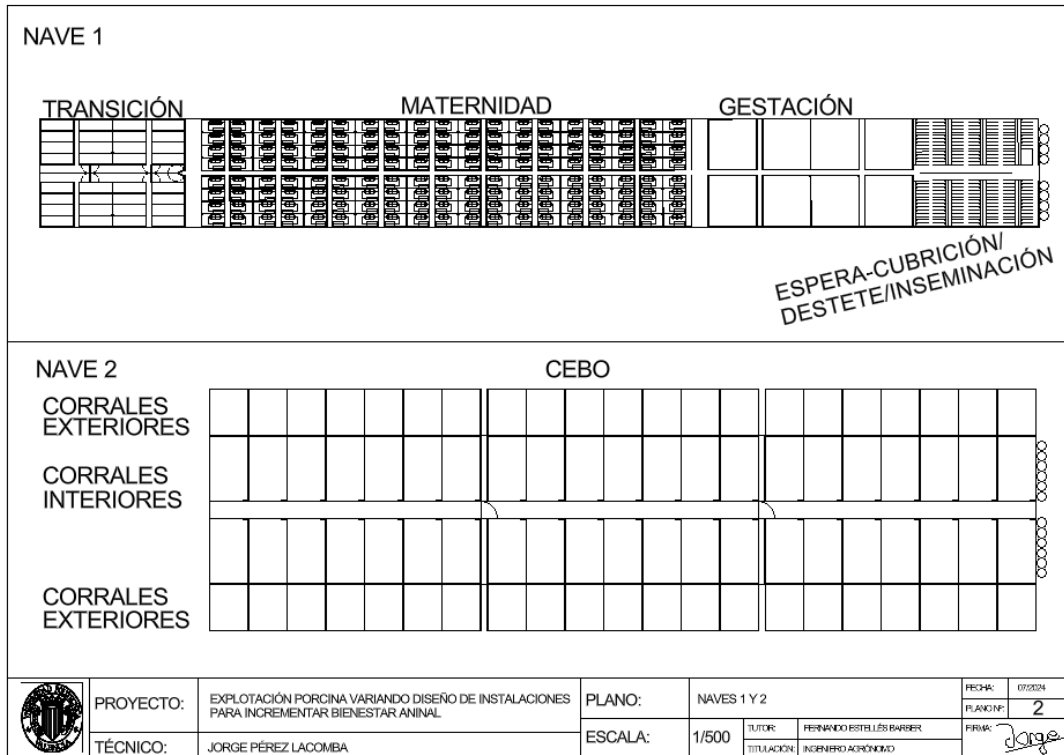 NAVE 1
TRANSICIÓN
MATERNIDAD
GESTACIÓN
ESPERA-CUBRICIÓN/
DESTETE/INSEMINACIÓN
NAVE 2
CEBO
CORRALES
EXTERIORES
CORRALES
INTERIORES
CORRALES
EXTERIORES
PROYECTO:
EXPLOTACIÓN PORCINA VARIANDO DISEÑO DE INSTALACIONES
PARA INCREMENTAR BIENESTAR ANINAL
PLANO:
NAVES 1 Y 2
FECHA:
07/2024
PLANO Nº:
2
TÉCNICO:
JORGE PÉREZ LACOMBA
ESCALA:
1/500
TUTOR:
FERNANDO ESTELLÉS BARBER
TITULACIÓN:
INGENIERO AGRÓNOMO
FIRMA:
Jorge